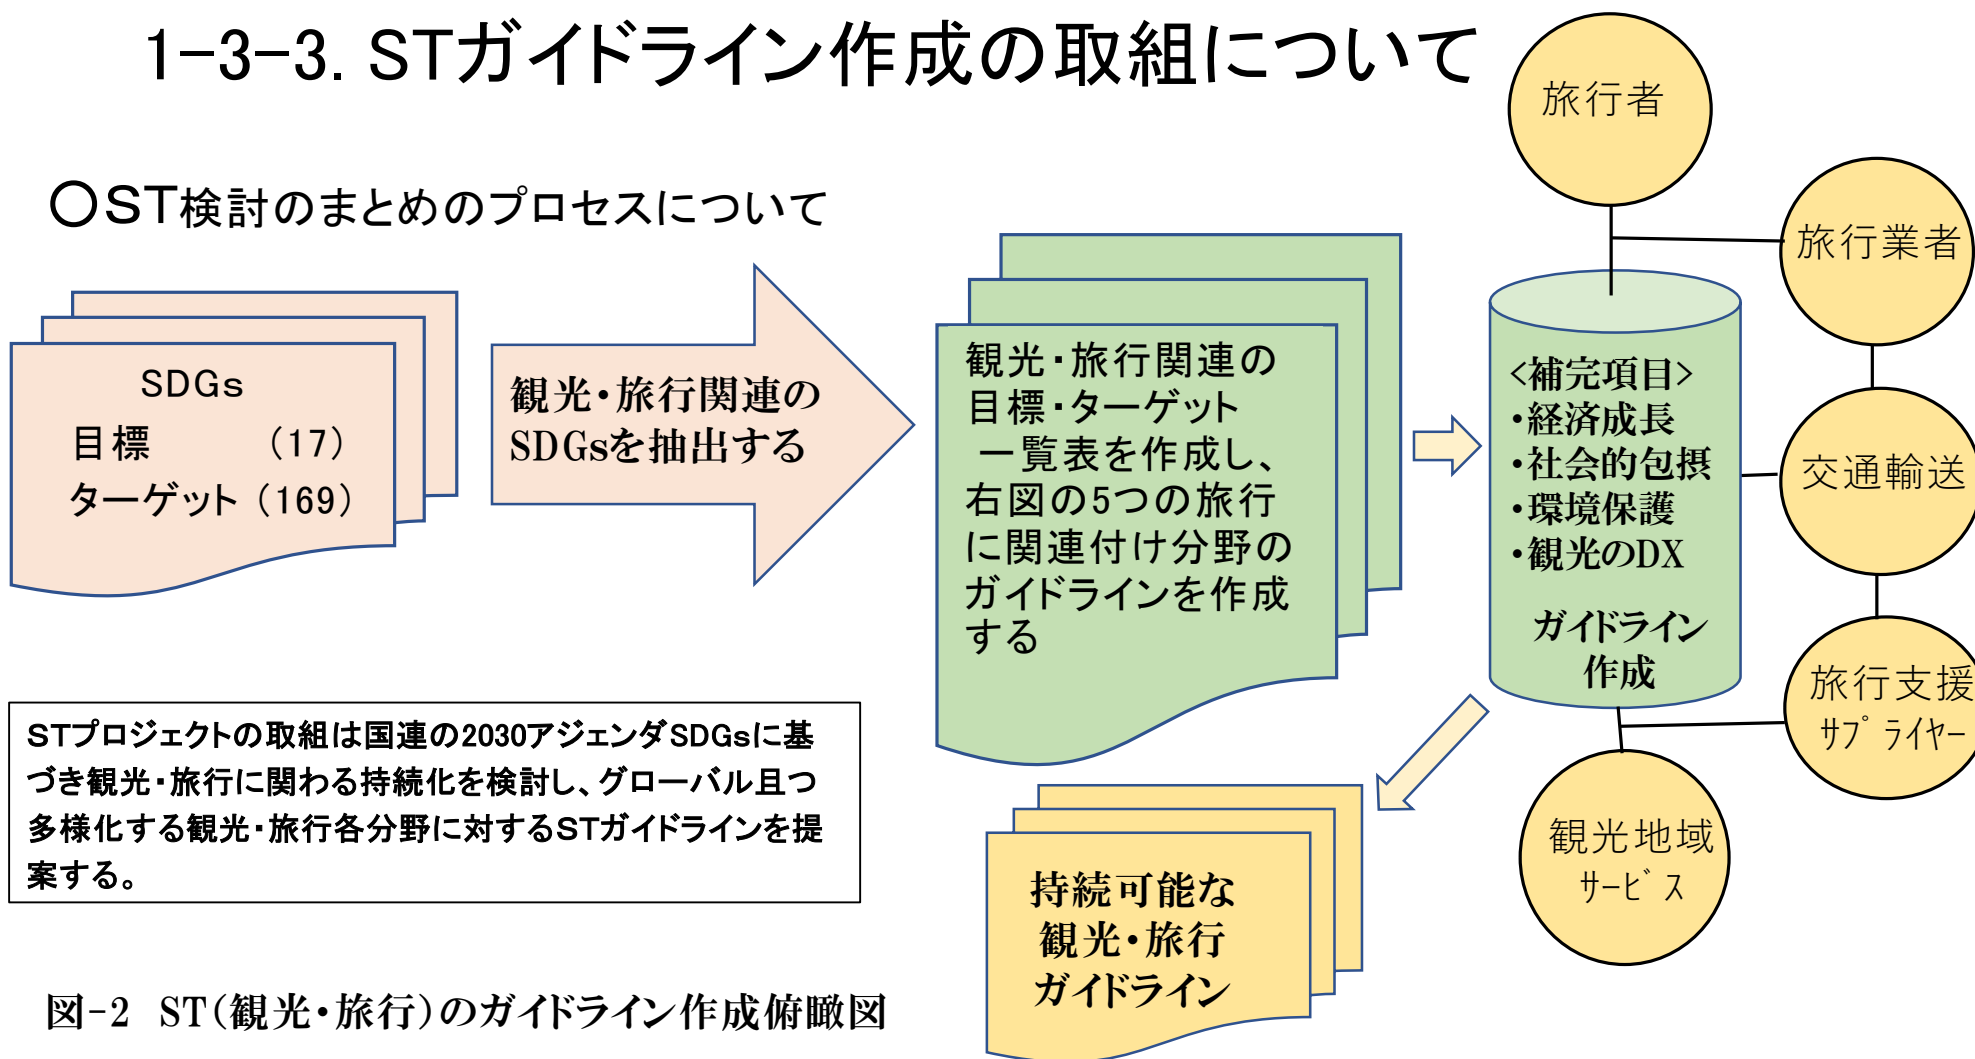 1-3-3. STガイドライン作成の取組について
〇ST検討のまとめのプロセスについて
SDGs
目標 (17)
ターゲット (169)
観光・旅行関連の
SDGsを抽出する
観光・旅行関連の
目標・ターゲット
一覧表を作成し、
右図の5つの旅行
に関連付け分野の
ガイドラインを作成
する
<補完項目>
・経済成長
・社会的包摂
・環境保護
・観光のDX
ガイドライン
作成
旅行者
旅行業者
交通輸送
旅行支援
ｻﾌﾟﾗｲﾔｰ
観光地域
ｻｰﾋﾞｽ
持続可能な
観光・旅行
ガイドライン
STプロジェクトの取組は国連の2030アジェンダSDGsに基
づき観光・旅行に関わる持続化を検討し、グローバル且つ
多様化する観光・旅行各分野に対するSTガイドラインを提
案する。
図-2 ST(観光・旅行)のガイドライン作成俯瞰図